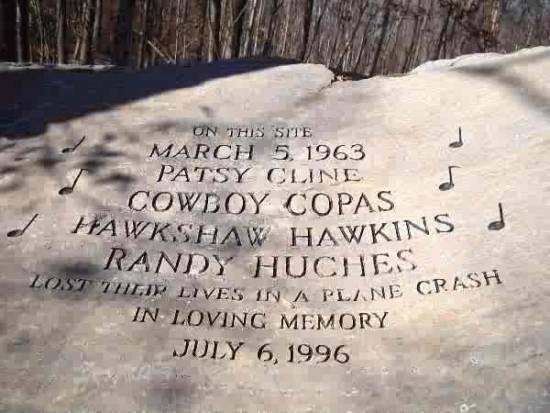 ON THIS SITE
MARCH 5, 1963
PATSY CLINE
COWBOY COPAS
HAWKSHAW HAWKINS
RANDY HUGHES
LOST THEIR LIVES IN A PLANE CRASH
IN LOVING MEMORY
JULY 6, 1996